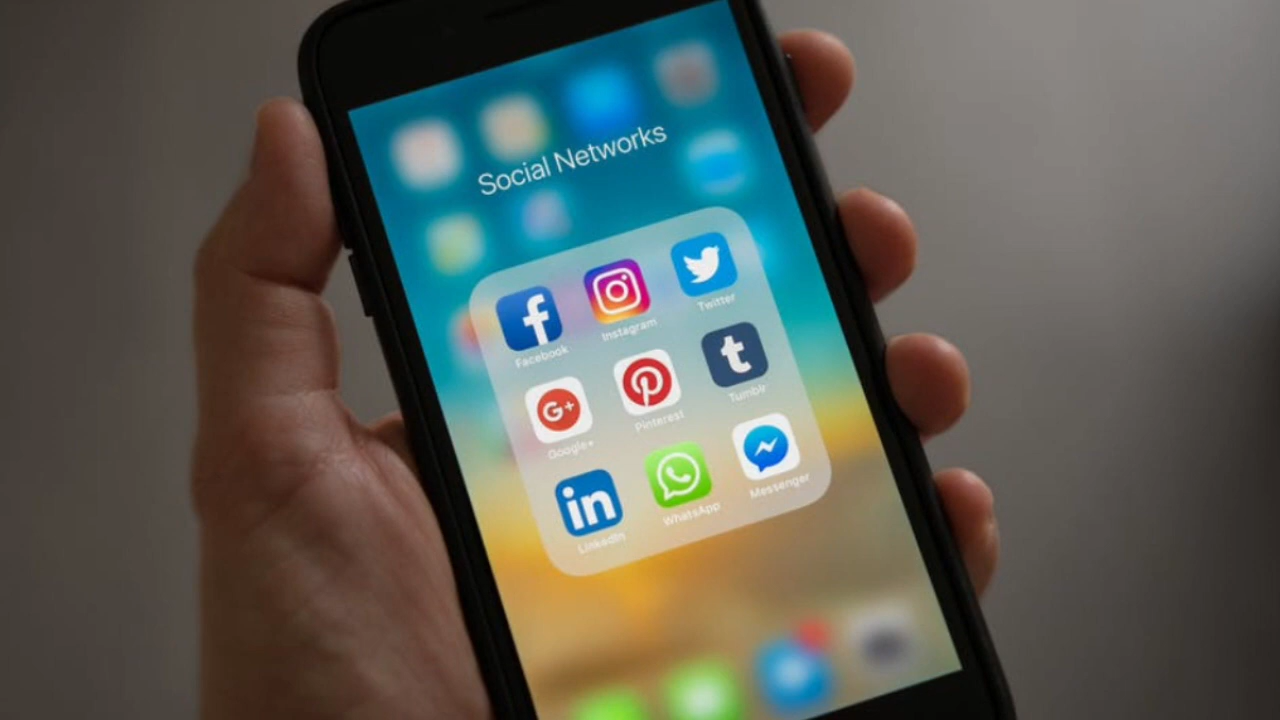 Social Networks
Facebook
Instagram
Twitter
Google+
Pinterest
Tumblr
LinkedIn
WhatsApp
Messenger